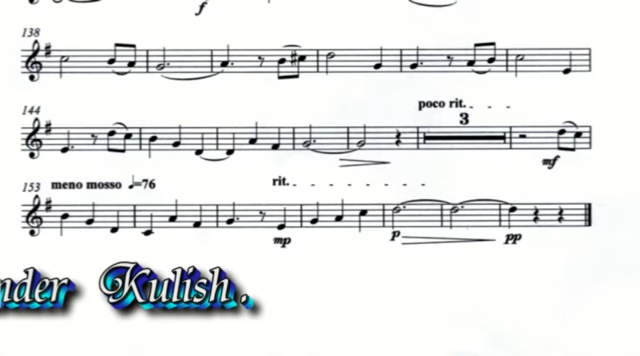 f
138
144
poco rit.
3
mf
153 meno mosso ♩=76
rit.
mp
p
pp
nder Kulish.